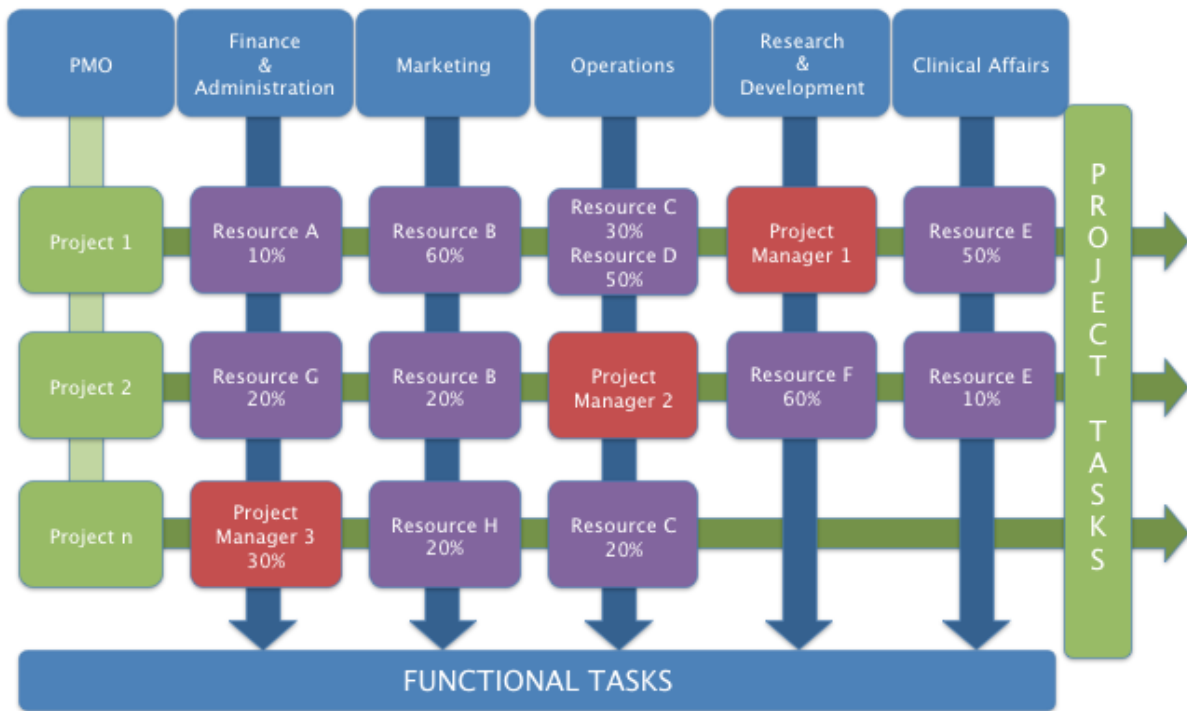 PMO
Finance
&
Administration
Marketing
Operations
Research
&
Development
Clinical Affairs
Project 1
Resource A
10%
Resource B
60%
Resource C
30%
Resource D
50%
Project
Manager 1
Resource E
50%
Project 2
Resource G
20%
Resource B
20%
Project
Manager 2
Resource F
60%
Resource E
10%
Project n
Project
Manager 3
30%
Resource H
20%
Resource C
20%
PROJECT TASKS
FUNCTIONAL TASKS